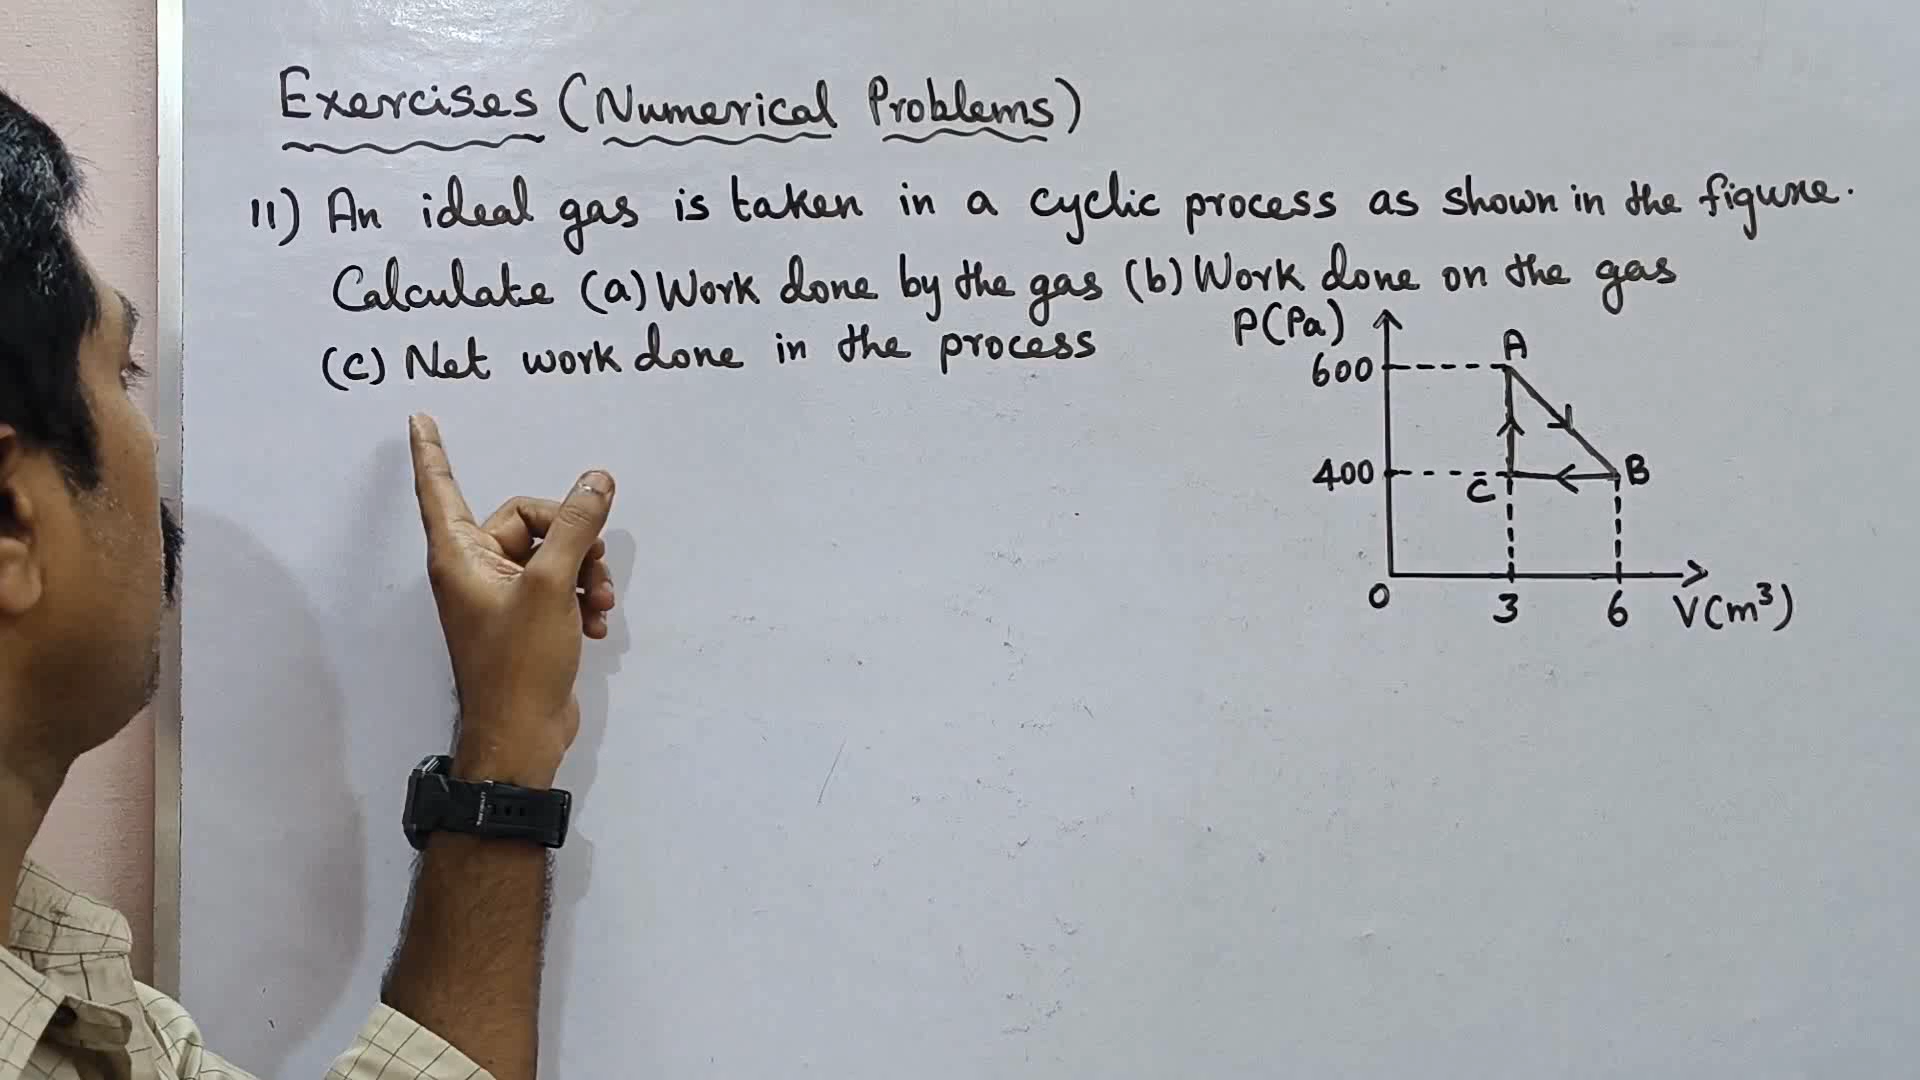 Exercises (Numerical Problems)
11) An ideal gas is taken in a cyclic process as shown in the figure.
Calculate (a) Work done by the gas (b) Work done on the gas
(c) Net work done in the process
P(Pa)
A
600
400
C
B
0
3
6
V(m³)